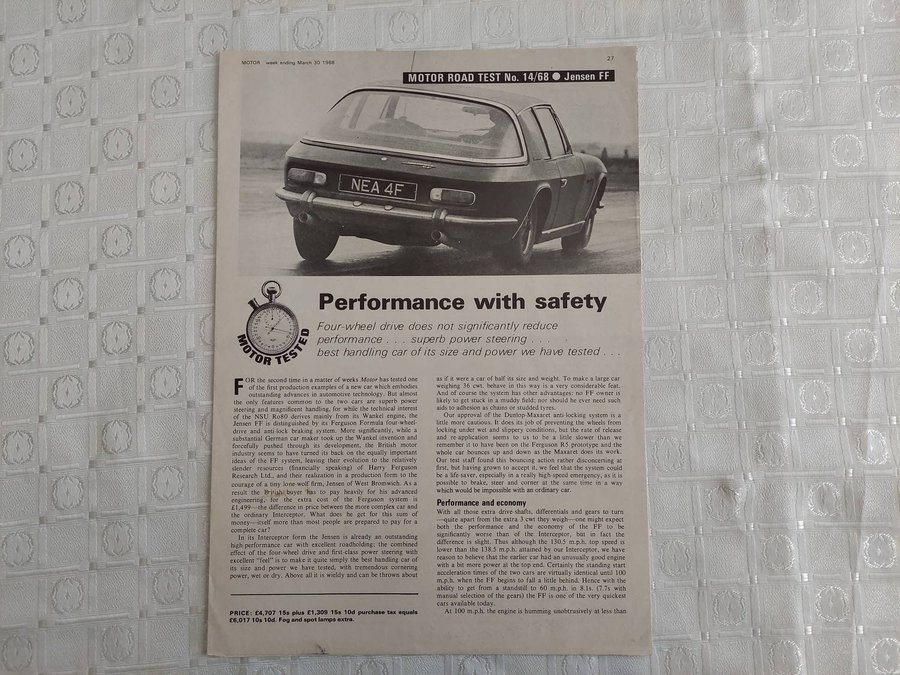 MOTOR week ending March 30 1968
27
MOTOR ROAD TEST No. 14/68 ● Jensen FF
NEA 4F
MOTOR TESTED
Performance with safety
Four-wheel drive does not significantly reduce
performance . . . superb power steering . . .
best handling car of its size and power we have tested . . .
FOR the second time in a matter of weeks Motor has tested one
of the first production examples of a new car which embodies
outstanding advances in automotive technology. But almost
the only features common to the two cars are superb power
steering and magnificent handling, for while the technical interest
of the NSU Ro80 derives mainly from its Wankel engine, the
Jensen FF is distinguished by its Ferguson Formula four-wheel-
drive and anti-lock braking system. More significantly, while a
substantial German car maker took up the Wankel invention and
forcefully pushed through its development, the British motor
industry seems to have turned its back on the equally important
ideas of the FF system, leaving their evolution to the relatively
slender resources (financially speaking) of Harry Ferguson
Research Ltd., and their realization in a production form to the
courage of a tiny lone-wolf firm, Jensen of West Bromwich. As a
result the British buyer has to pay heavily for his advanced
engineering, for the extra cost of the Ferguson system is
£1,499—the difference in price between the more complex car and
the ordinary Interceptor. What does he get for this sum of
money—itself more than most people are prepared to pay for a
complete car?
In its Interceptor form the Jensen is already an outstanding
high-performance car with excellent roadholding; the combined
effect of the four-wheel drive and first-class power steering with
excellent "feel" is to make it quite simply the best handling car of
its size and power we have tested, with tremendous cornering
power, wet or dry. Above all it is wieldy and can be thrown about
PRICE: £4,707 15s plus £1,309 15s 10d purchase tax equals
£6,017 10s 10d. Fog and spot lamps extra.
as if it were a car of half its size and weight. To make a large car
weighing 36 cwt. behave in this way is a very considerable feat.
And of course the system has other advantages: no FF owner is
likely to get stuck in a muddy field; nor should he ever need such
aids to adhesion as chains or studded tyres.
Our approval of the Dunlop-Maxaret anti-locking system is a
little more cautious. It does its job of preventing the wheels from
locking under wet and slippery conditions, but the rate of release
and re-application seems to us to be a little slower than we
remember it to have been on the Ferguson R5 prototype and the
whole car bounces up and down as the Maxaret does its work.
Our test staff found this bouncing action rather disconcerting at
first, but having grown to accept it, we feel that the system could
be a life-saver, especially in a really high-speed emergency, as it is
possible to brake, steer and corner at the same time in a way
which would be impossible with an ordinary car.
Performance and economy
With all those extra drive-shafts, differentials and gears to turn
—quite apart from the extra 3 cwt they weigh—one might expect
both the performance and the economy of the FF to be
significantly worse than of the Interceptor, but in fact the
difference is slight. Thus although the 130.5 m.p.h. top speed is
lower than the 138.5 m.p.h. attained by our Interceptor, we have
reason to believe that the earlier car had an unusually good engine
with a bit more power at the top end. Certainly the standing start
acceleration times of the two cars are virtually identical until 100
m.p.h. when the FF begins to fall a little behind. Hence with the
ability to get from a standstill to 60 m.p.h. in 8.1s. (7.7s with
manual selection of the gears) the FF is one of the very quickest
cars available today.
At 100 m.p.h. the engine is humming unobtrusively at less than